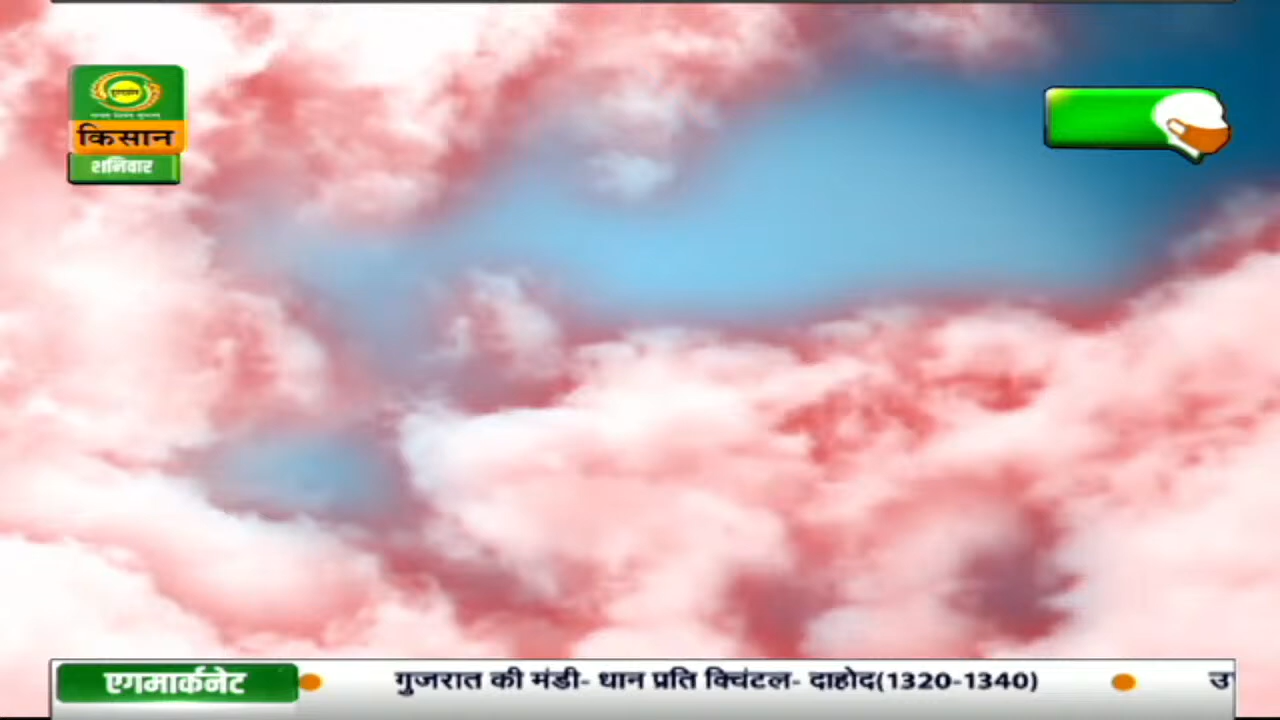 किसान
शनिवार
एगमार्कनेट
गुजरात की मंडी- धान प्रति क्विंटल- दाहोद(1320-1340)